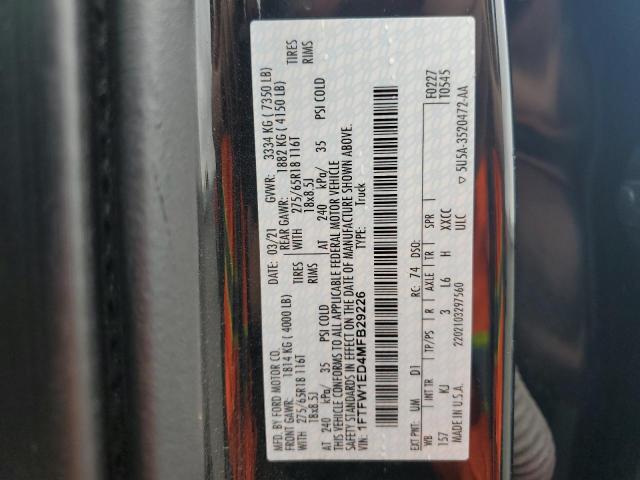 MFD. BY FORD MOTOR CO. 03/21 GVWR: 3334 KG ( 7350 LB)
FRONT GAWR: 1814 KG ( 4000 LB) REAR GAWR: 1882 KG ( 4150 LB)
WITH 275/65R18 116T TIRES WITH 275/65R18 116T TIRES
18x8.5J RIMS 18x8.5J RIMS
AT 240 kPa/ 35 PSI COLD AT 240 kPa/ 35 PSI COLD
THIS VEHICLE CONFORMS TO ALL APPLICABLE FEDERAL MOTOR VEHICLE
SAFETY STANDARDS IN EFFECT ON THE DATE OF MANUFACTURE SHOWN ABOVE.
VIN: 1FTFW1ED4MFB29226 TYPE: Truck
F0227
EXT PNT: UM D1 RC: 74 DSO: T0545
WB INT TR TP/PS R AXLE TR SPR
157 KJ 3 L6 H XXCC
ULC
MADE IN U.S.A. 2202103297560 ▽ 5U5A-3520472-AA